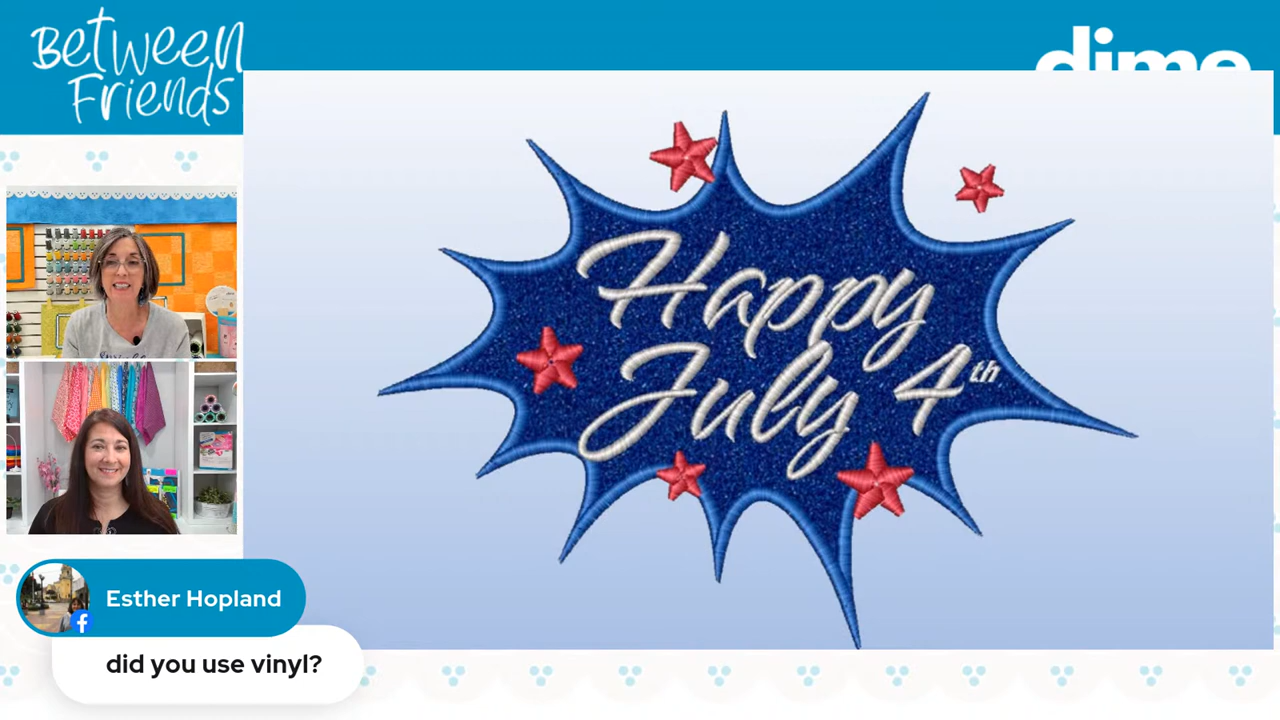 Between
Friends
dime
Happy
July 4th
Esther Hopland
did you use vinyl?